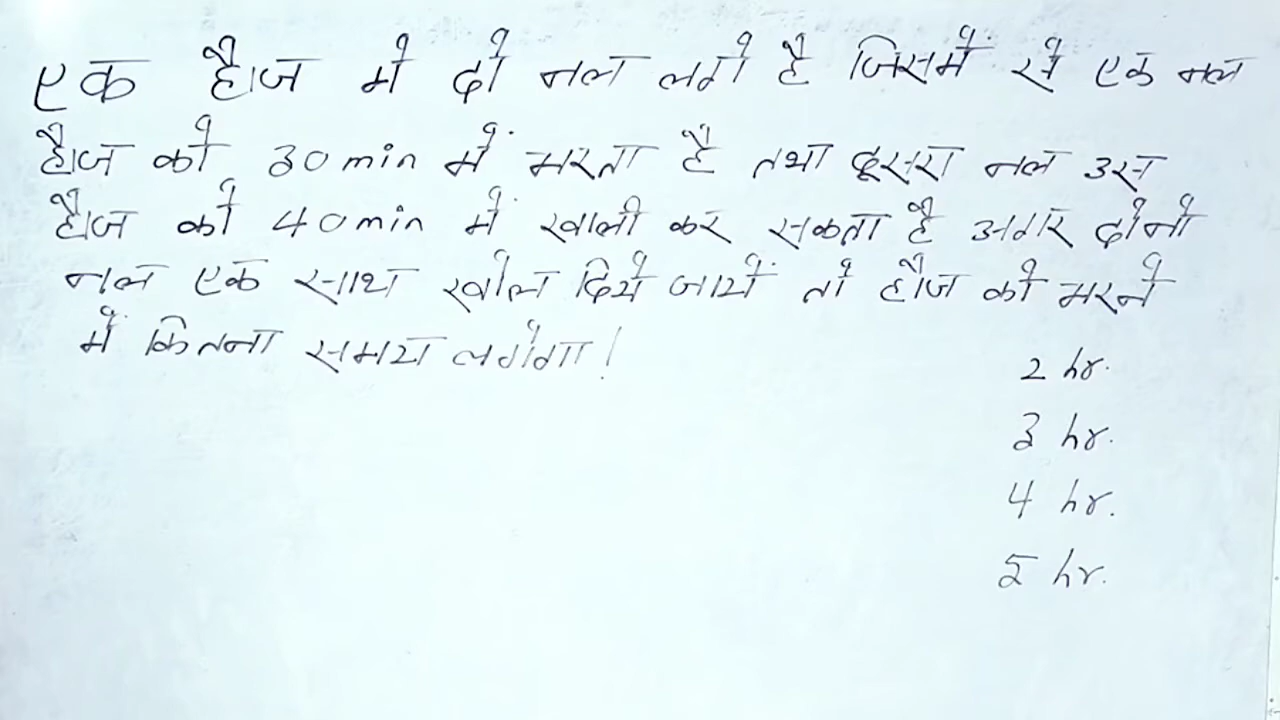 एक हौज मे दो नल लगे है जिसमें से एक नल
हौज को 30 min में भरता है तथा दूसरा नल उस
हौज को 40 min में खाली कर सकता है अगर दोनो
नल एक साथ खोल दिये जायें तो हौज को भरने
में कितना समय लगेगा!
2 hr.
3 hr.
4 hr.
5 hr.